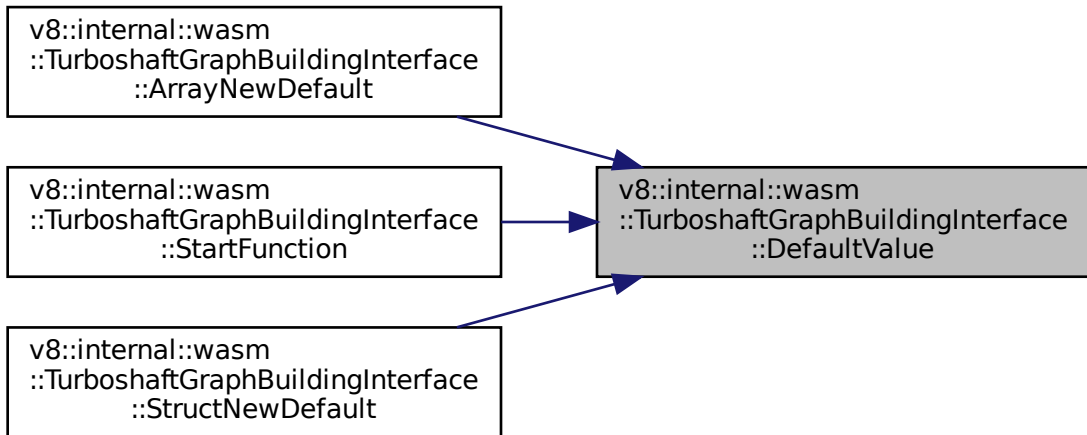 v8::internal::wasm
::TurboshaftGraphBuildingInterface
::ArrayNewDefault
v8::internal::wasm
::TurboshaftGraphBuildingInterface
::StartFunction
v8::internal::wasm
::TurboshaftGraphBuildingInterface
::StructNewDefault
v8::internal::wasm
::TurboshaftGraphBuildingInterface
::DefaultValue